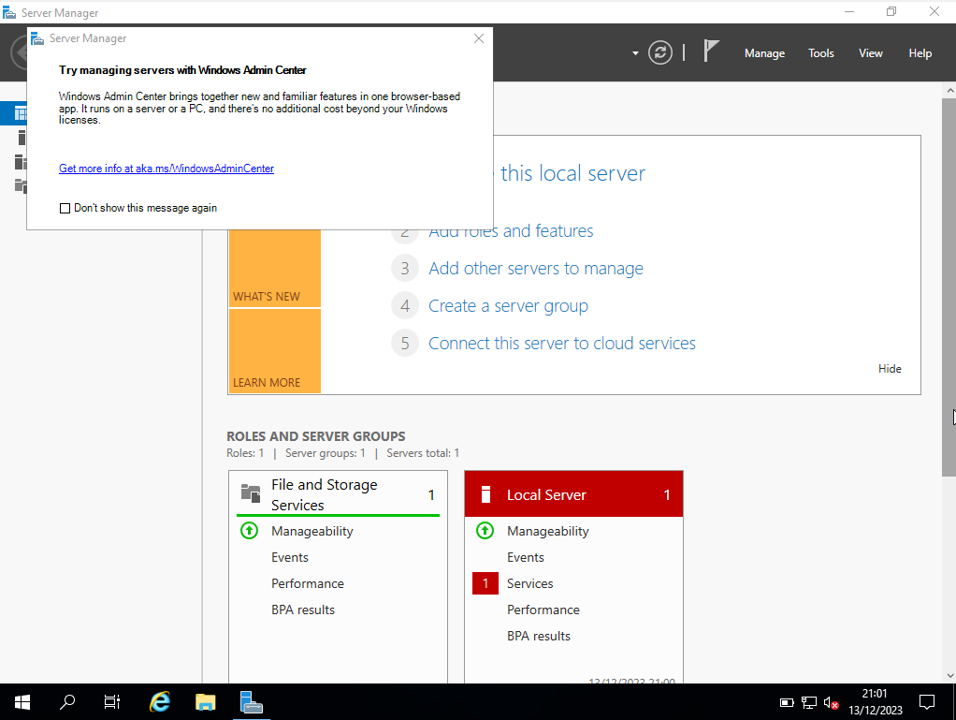 Server Manager
Server Manager
Manage Tools View Help
Try managing servers with Windows Admin Center
Windows Admin Center brings together new and familiar features in one browser-based
app. It runs on a server or a PC, and there's no additional cost beyond your Windows
licenses.
Get more info at aka.ms/WindowsAdminCenter
Don't show this message again
this local server
2 Add roles and features
3 Add other servers to manage
4 Create a server group
5 Connect this server to cloud services
WHAT'S NEW
LEARN MORE
Hide
ROLES AND SERVER GROUPS
Roles: 1 | Server groups: 1 | Servers total: 1
File and Storage
Services
1
Manageability
Events
Performance
BPA results
Local Server 1
Manageability
Events
1 Services
Performance
BPA results
13/12/2023 21:00
21:01
13/12/2023